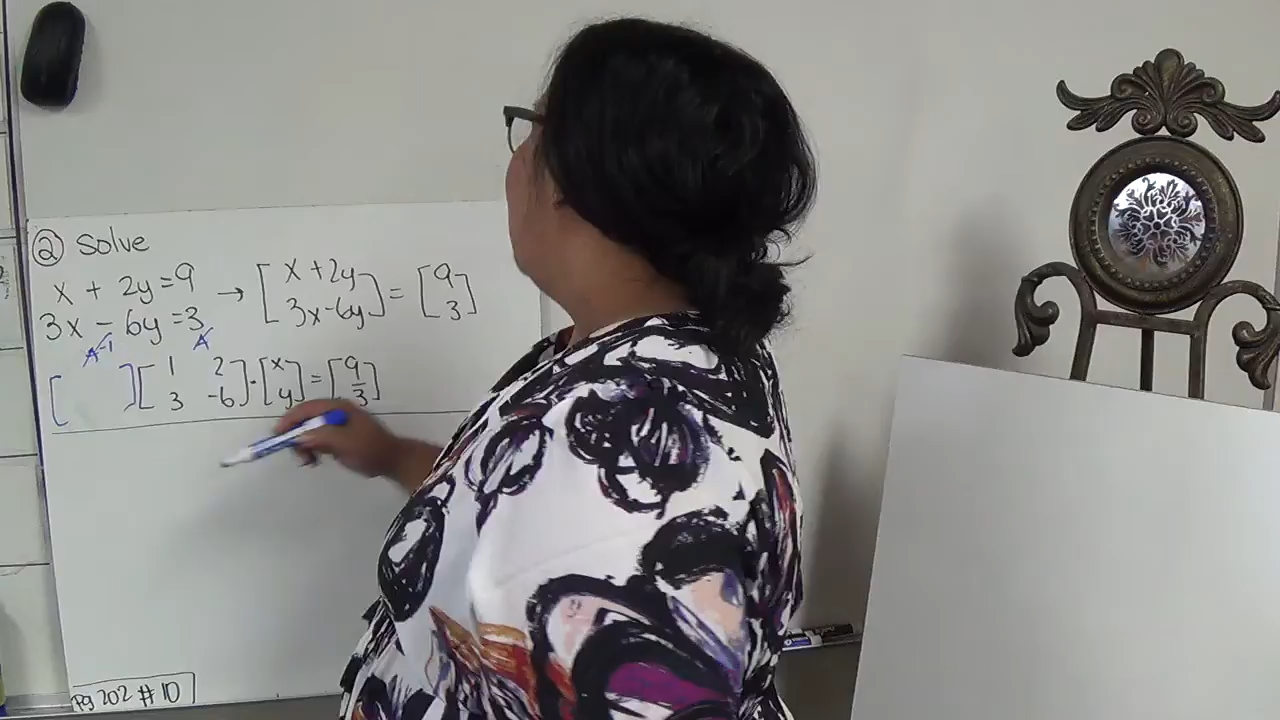 ② Solve
x + 2y = 9 → [x + 2y] = [9]
3x - 6y = 3 [3x - 6y] [3]
A⁻¹ A
[ ] [1 2] · [x] = [9]
[3 -6] [y] [3]
Pg 202 # 10